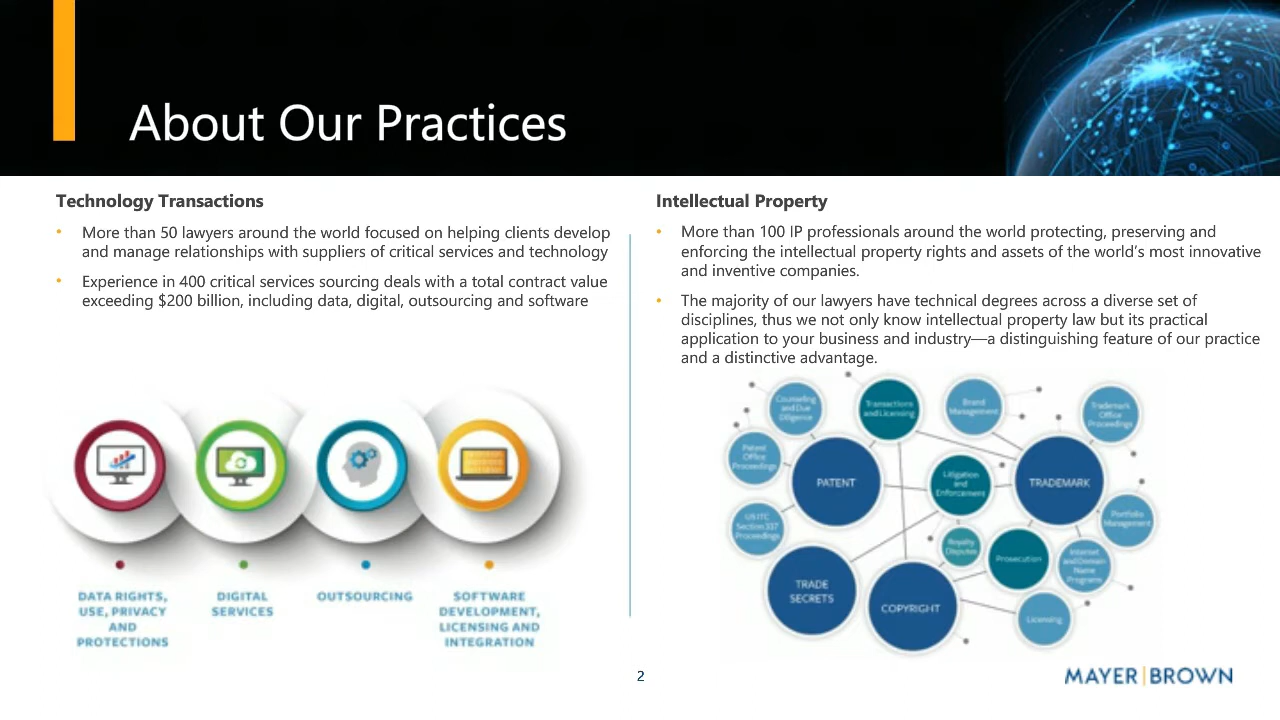 About Our Practices
Technology Transactions
• More than 50 lawyers around the world focused on helping clients develop
and manage relationships with suppliers of critical services and technology
• Experience in 400 critical services sourcing deals with a total contract value
exceeding $200 billion, including data, digital, outsourcing and software
DATA RIGHTS,
USE, PRIVACY
AND
PROTECTIONS
DIGITAL
SERVICES
OUTSOURCING
SOFTWARE
DEVELOPMENT,
LICENSING AND
INTEGRATION
Intellectual Property
• More than 100 IP professionals around the world protecting, preserving and
enforcing the intellectual property rights and assets of the world's most innovative
and inventive companies.
• The majority of our lawyers have technical degrees across a diverse set of
disciplines, thus we not only know intellectual property law but its practical
application to your business and industry—a distinguishing feature of our practice
and a distinctive advantage.
Counseling
and Due
Diligence
Transactions
and Licensing
Brand
Management
Trademark
Office
Proceedings
Patent
Office
Proceedings
PATENT
Litigation
and
Enforcement
TRADEMARK
US ITC
Section 337
Proceedings
Portfolio
Management
Royalty
Disputes
Prosecution
Internet
and Domain
Name
Programs
TRADE
SECRETS
COPYRIGHT
Licensing
2
MAYER|BROWN